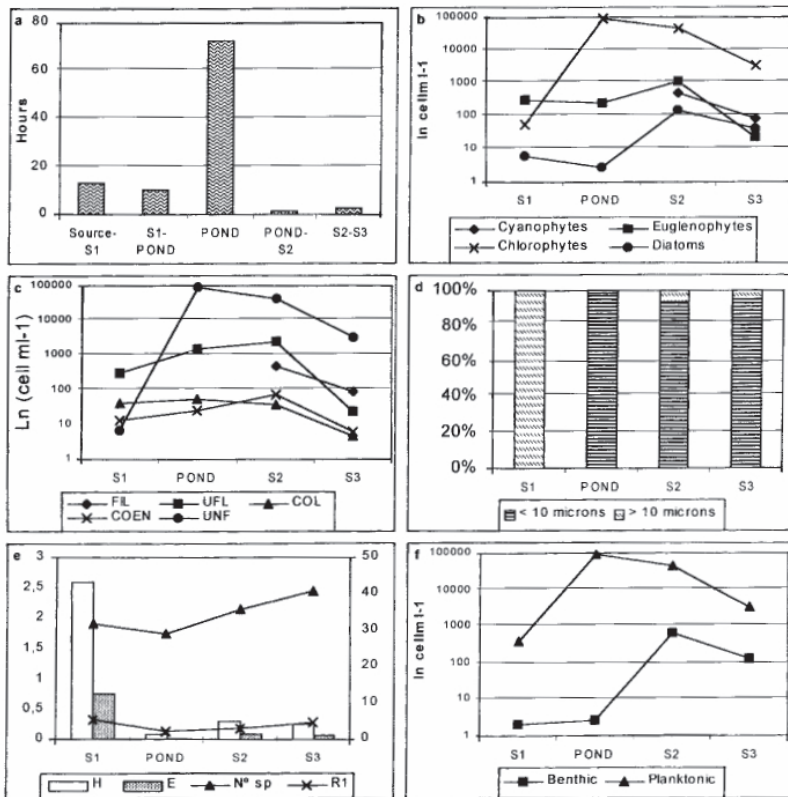 a
80
60
40
20
0
Hours
Source-S1
S1-POND
POND
POND-S2
S2-S3
b
100000
10000
1000
100
10
1
ln cellml-1
S1 POND S2 S3
Cyanophytes Euglenophytes
Chlorophytes Diatoms
c
100000
10000
1000
100
10
1
Ln (cell ml-1)
S1 POND S2 S3
FIL UFL COL
COEN UNF
d
100%
80%
60%
40%
20%
0%
S1 POND S2 S3
< 10 microns > 10 microns
e
3
2,5
2
1,5
1
0,5
0
50
40
30
20
10
0
S1 POND S2 S3
H E Nº sp R1
f
100000
10000
1000
100
10
1
ln cellml-1
S1 POND S2 S3
Benthic Planktonic